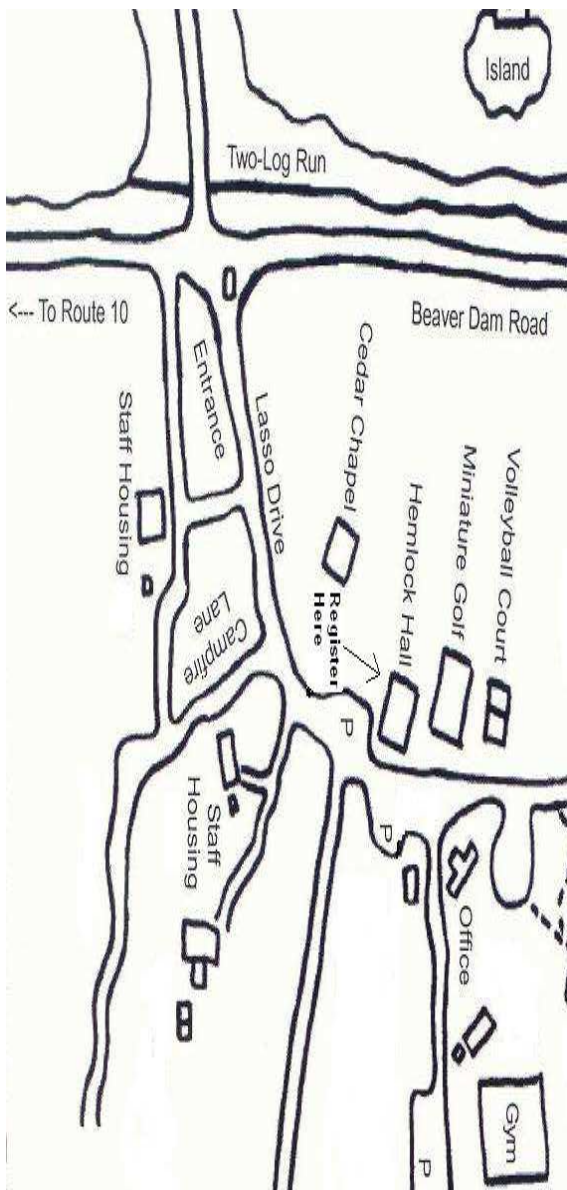 Island
Two-Log Run
<--- To Route 10
Beaver Dam Road
Entrance
Lasso Drive
Cedar Chapel
Staff Housing
Volleyball Court
Miniature Golf
Hemlock Hall
Register
Here
Campfire
Lane
P
P
Staff
Housing
Office
Gym
P